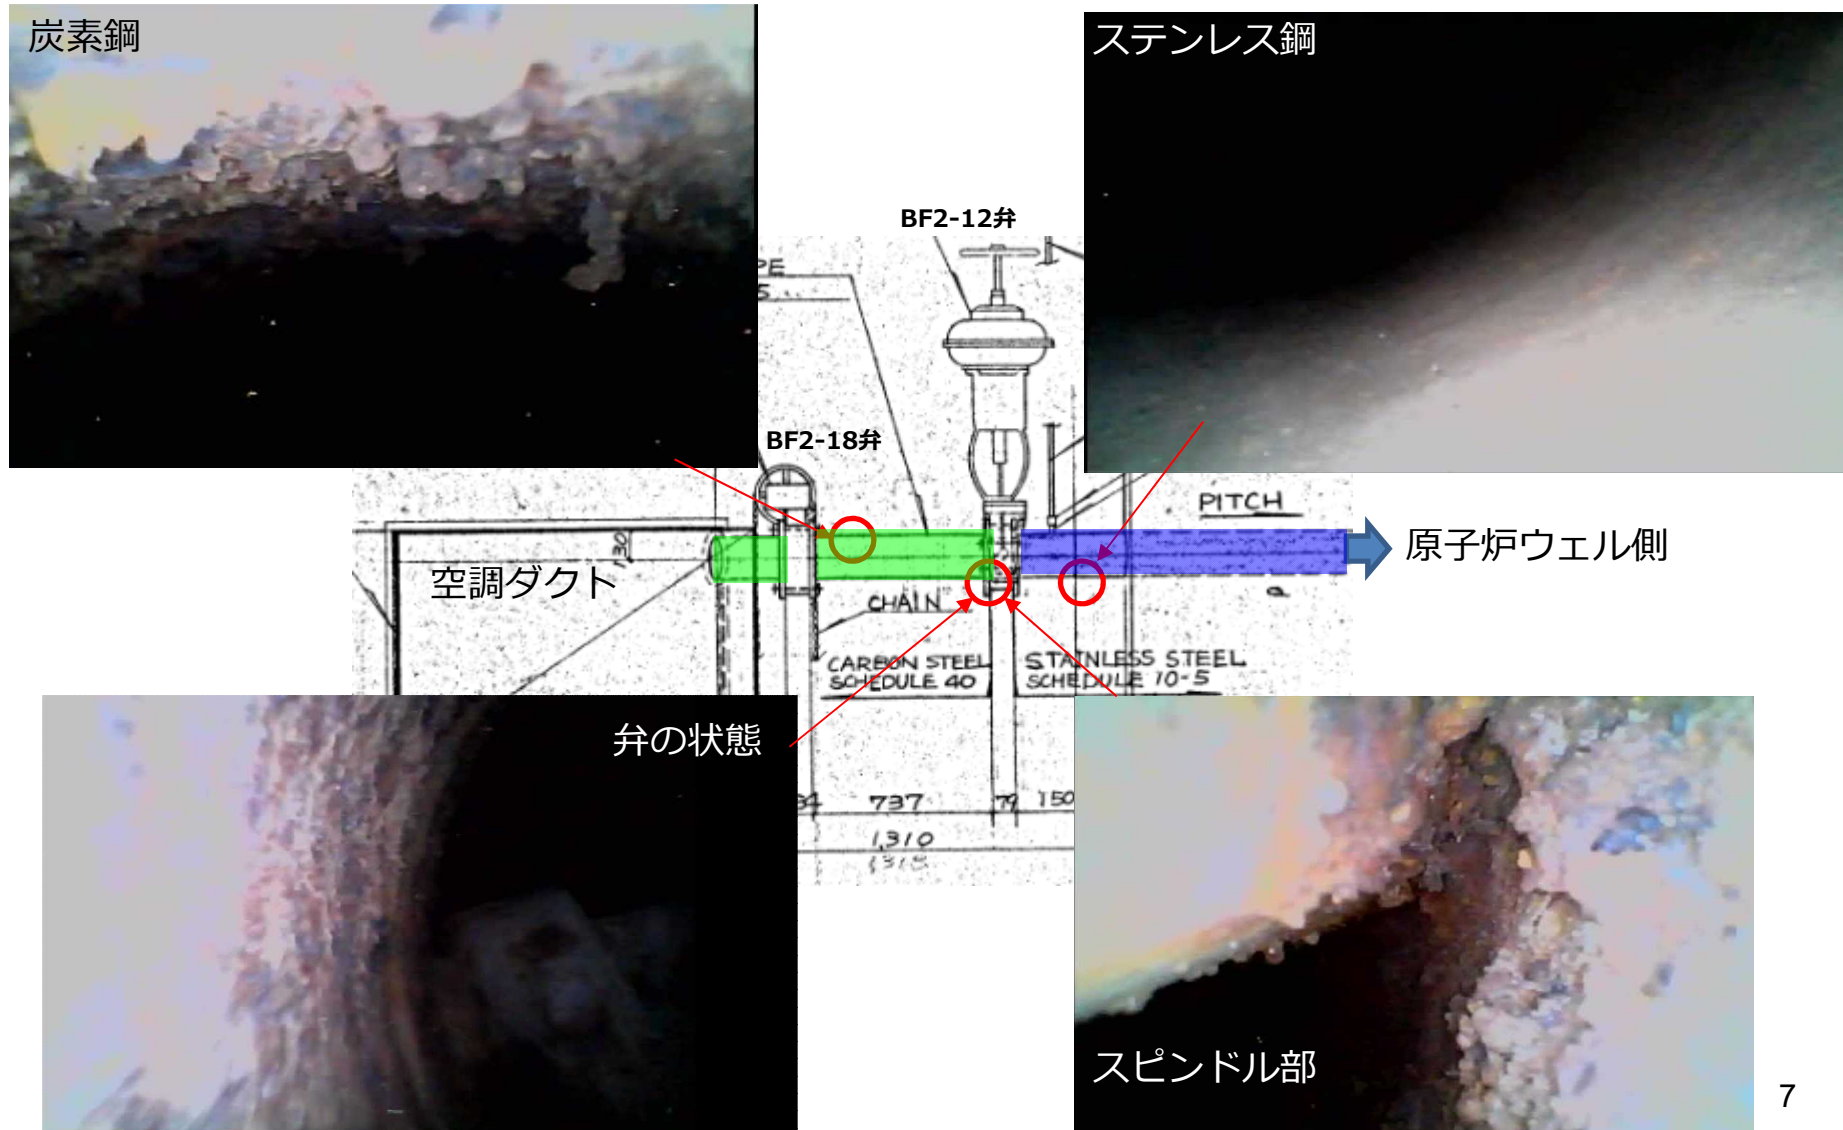 炭素鋼
ステンレス鋼
BF2-12弁
PE
5
BF2-18弁
PITCH
130
原子炉ウェル側
空調ダクト
CHAIN
CARBON STEEL
SCHEDULE 40
STAINLESS STEEL
SCHEDULE 10-S
弁の状態
737
79
150
1,310
スピンドル部
7